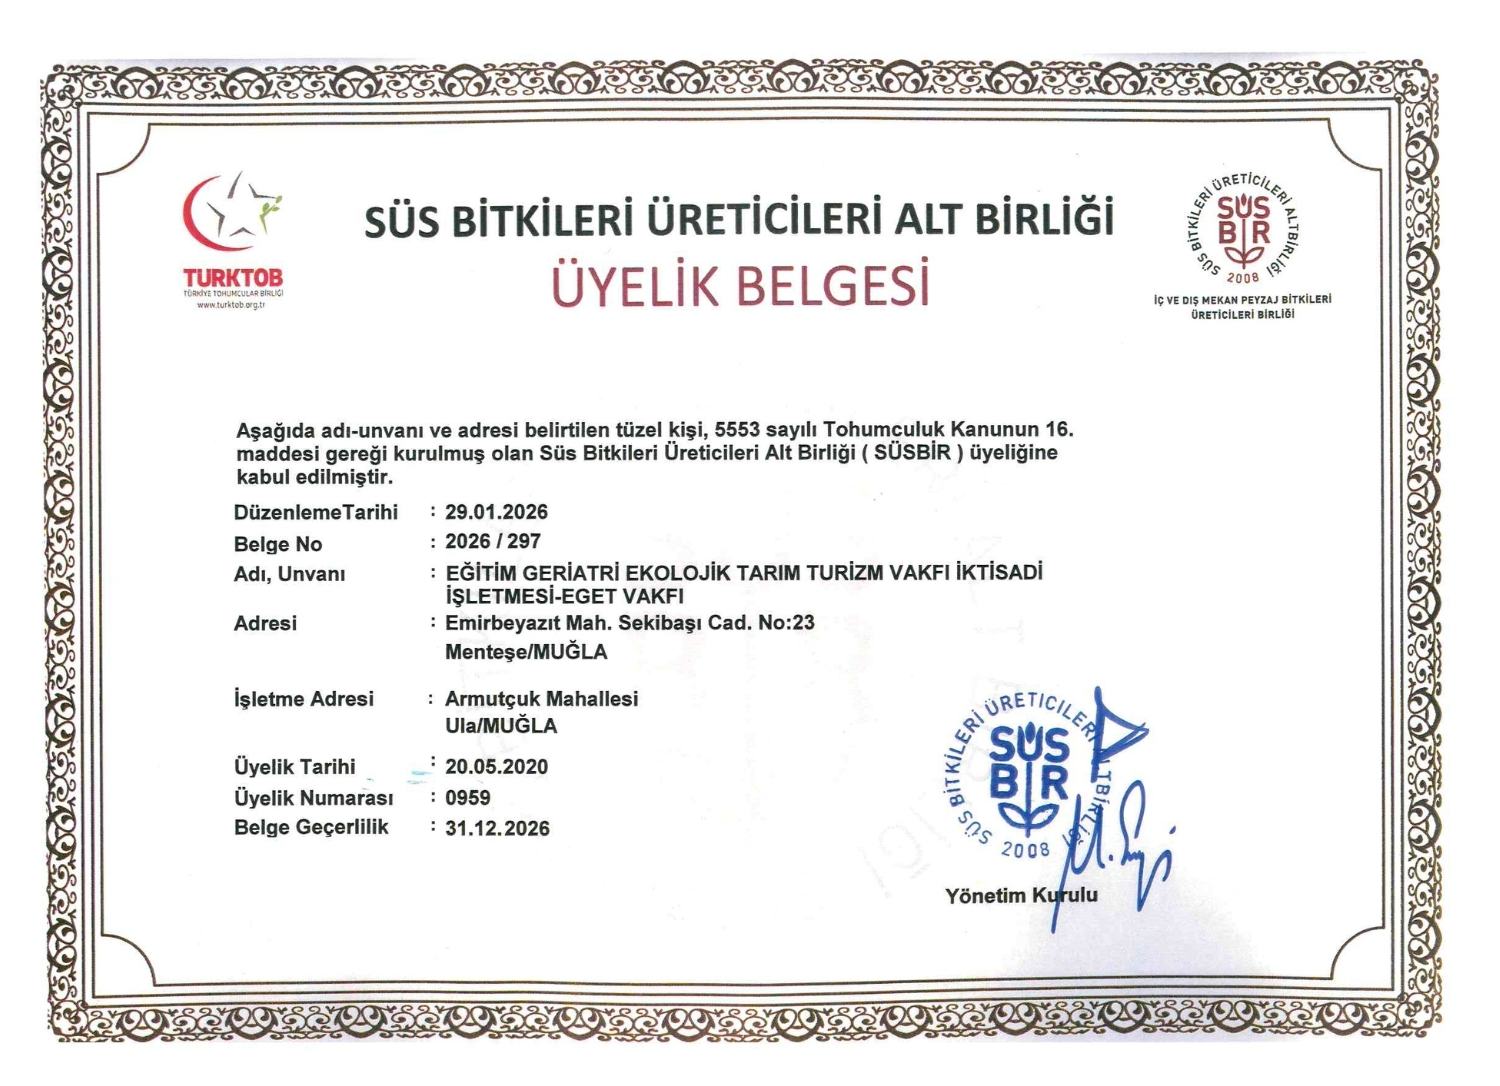 TURKTOB
TÜRKİYE TOHUMCULAR BİRLİĞİ
www.turktob.org.tr
SÜS BİTKİLERİ ÜRETİCİLERİ ALT BİRLİĞİ
ÜYELİK BELGESİ
SÜS BİTKİLERİ ÜRETİCİLERİ ALTBİRLİĞİ
SÜS
BİR
2008
İÇ VE DIŞ MEKAN PEYZAJ BİTKİLERİ
ÜRETİCİLERİ BİRLİĞİ
Aşağıda adı-unvanı ve adresi belirtilen tüzel kişi, 5553 sayılı Tohumculuk Kanunun 16.
maddesi gereği kurulmuş olan Süs Bitkileri Üreticileri Alt Birliği ( SÜSBİR ) üyeliğine
kabul edilmiştir.
DüzenlemeTarihi : 29.01.2026
Belge No : 2026 / 297
Adı, Unvanı : EĞİTİM GERİATRİ EKOLOJİK TARIM TURİZM VAKFI İKTİSADİ
İŞLETMESİ-EGET VAKFI
Adresi : Emirbeyazıt Mah. Sekibaşı Cad. No:23
Menteşe/MUĞLA
İşletme Adresi : Armutçuk Mahallesi
Ula/MUĞLA
Üyelik Tarihi : 20.05.2020
Üyelik Numarası : 0959
Belge Geçerlilik : 31.12.2026
SÜS BİTKİLERİ ÜRETİCİLERİ ALTBİRLİĞİ
SÜS
BİR
2008
Yönetim Kurulu